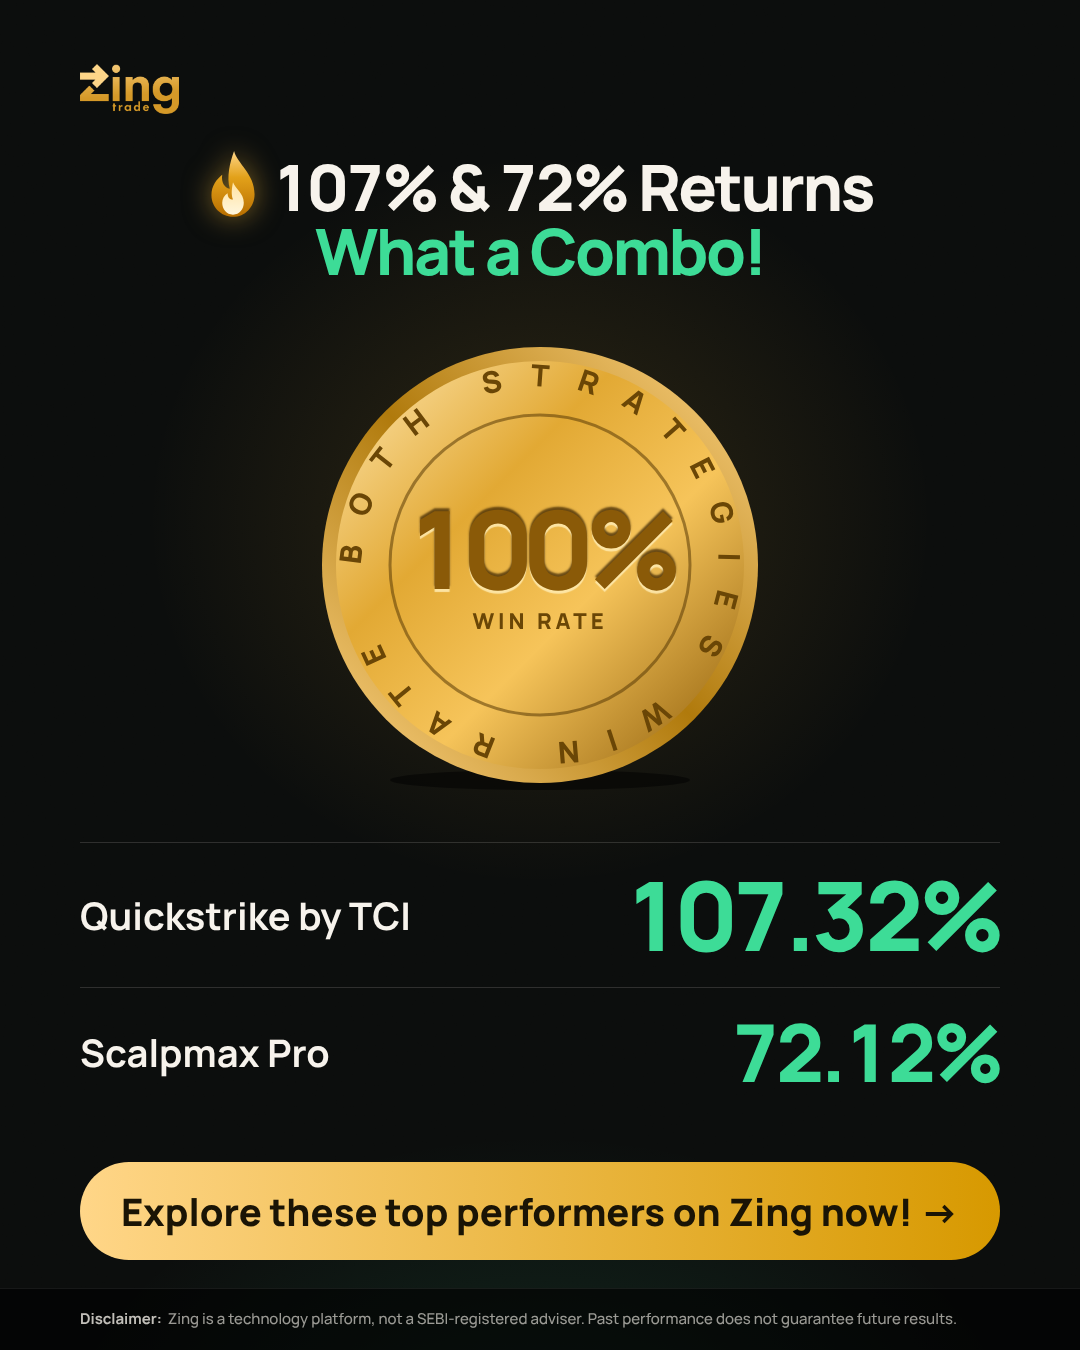 Zing
trade
107% & 72% Returns
What a Combo!
BOTH STRATEGIES WIN RATE
100%
WIN RATE
Quickstrike by TCI
107.32%
Scalpmax Pro
72.12%
Explore these top performers on Zing now! →
Disclaimer: Zing is a technology platform, not a SEBI-registered adviser. Past performance does not guarantee future results.